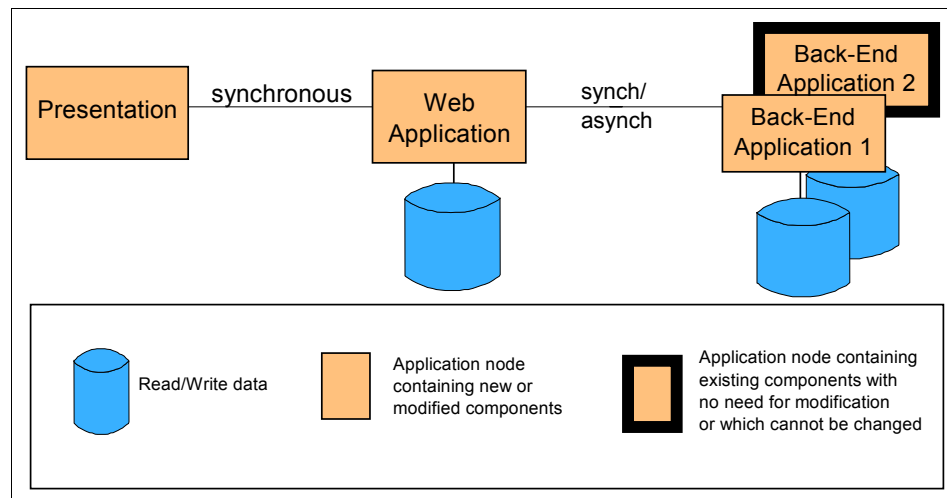 Presentation
synchronous
Web
Application
synch/
asynch
Back-End
Application 2
Back-End
Application 1
Read/Write data
Application node
containing new or
modified components
Application node containing
existing components with
no need for modification
or which cannot be changed